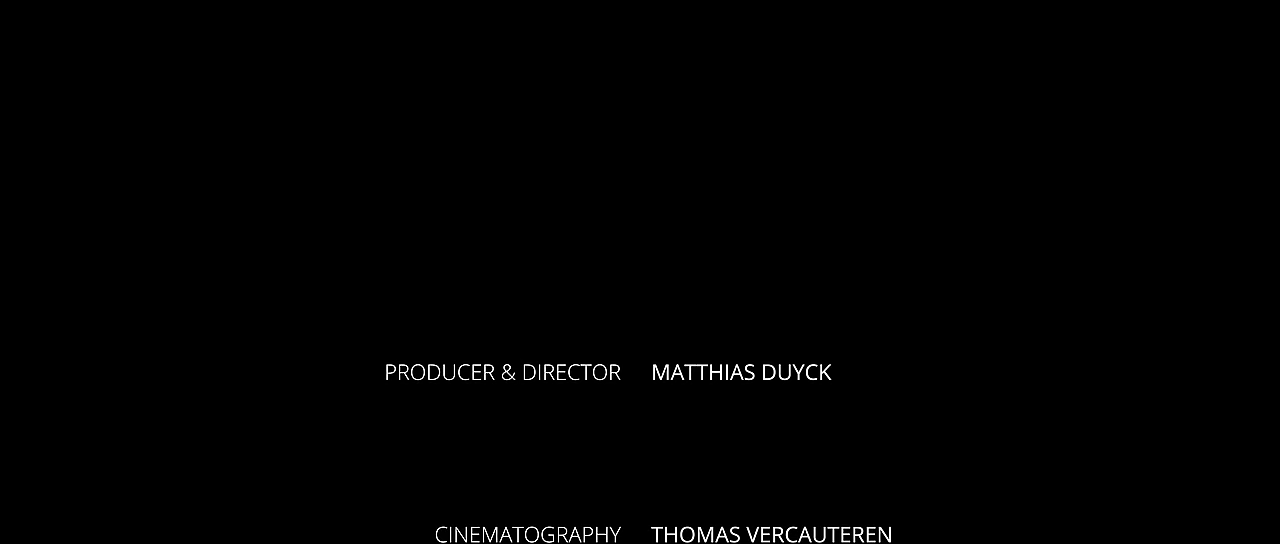 PRODUCER & DIRECTOR MATTHIAS DUYCK
CINEMATOGRAPHY THOMAS VERCAUTEREN